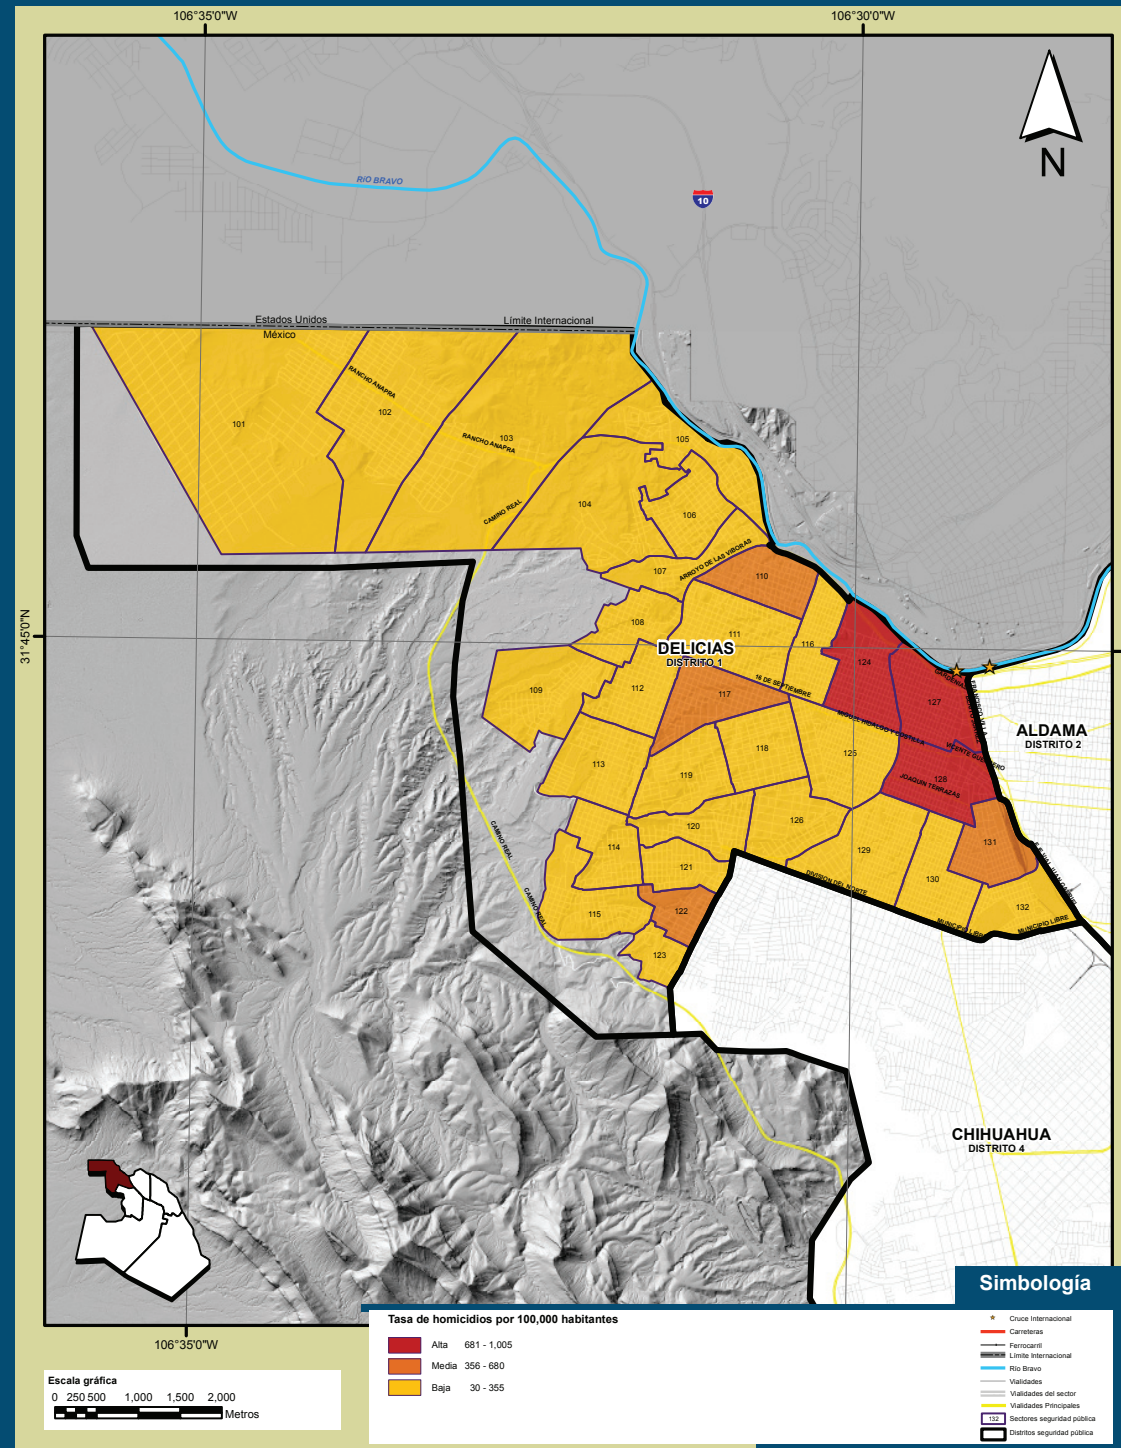 106°35'0"W
106°30'0"W
N
RÍO BRAVO
10
Estados Unidos
Límite Internacional
México
RANCHO ANAPRA
101
102
103
RANCHO ANAPRA
105
104
CAMINO REAL
106
ARROYO DE LAS VIBORAS
107
110
31°45'0"N
108
111
116
DELICIAS
DISTRITO 1
124
109
112
117
16 DE SEPTIEMBRE
127
MIGUEL HIDALGO Y COSTILLA
ALDAMA
DISTRITO 2
VICENTE GUERRERO
113
118
125
119
128
JOAQUIN TERRAZAS
120
126
CAMINO REAL
114
129
131
121
130
DIVISION DEL NORTE
CAMINO REAL
115
122
132
MUNICIPIO LIBRE
MUNICIPIO LIBRE
123
CHIHUAHUA
DISTRITO 4
106°35'0"W
Simbología
Tasa de homicidios por 100,000 habitantes
Alta 681 - 1,005
Media 356 - 680
Baja 30 - 355
Cruce Internacional
Carreteras
Ferrocarril
Límite Internacional
Río Bravo
Vialidades
Vialidades del sector
Vialidades Principales
132 Sectores seguridad pública
Distritos seguridad pública
Escala gráfica
0 250 500 1,000 1,500 2,000
Metros